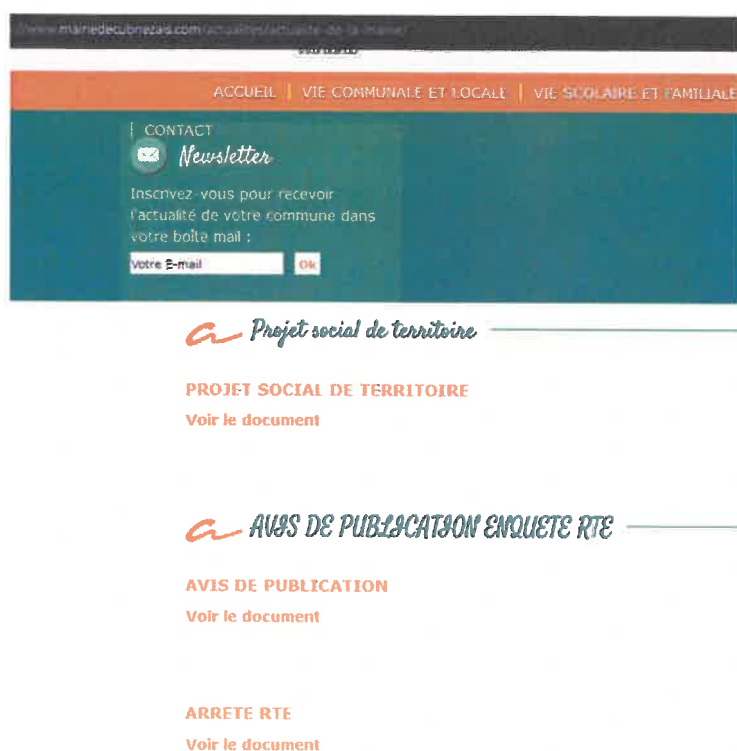 www.mairiedecubnezais.com/actualites/actualite-de-la-mairie/
ACCUEIL | VIE COMMUNALE ET LOCALE | VIE SCOLAIRE ET FAMILIALE
| CONTACT
Newsletter
Inscrivez-vous pour recevoir
l'actualité de votre commune dans
votre boîte mail :
Votre E-mail Ok
Projet social de territoire
PROJET SOCIAL DE TERRITOIRE
Voir le document
AVIS DE PUBLICATION ENQUETE RTE
AVIS DE PUBLICATION
Voir le document
ARRETE RTE
Voir le document